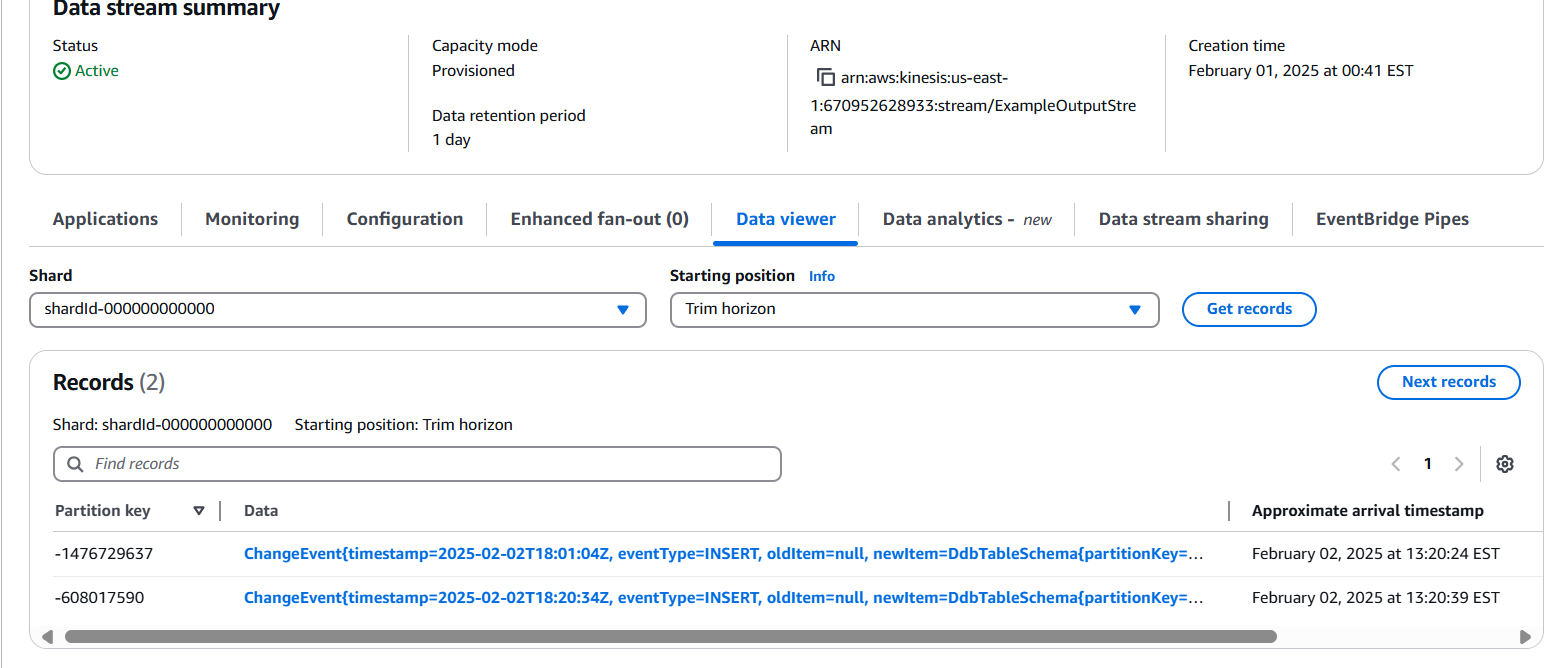 Data stream summary
Status
Active
Capacity mode
Provisioned
Data retention period
1 day
ARN
arn:aws:kinesis:us-east-
1:670952628933:stream/ExampleOutputStre
am
Creation time
February 01, 2025 at 00:41 EST
Applications Monitoring Configuration Enhanced fan-out (0) Data viewer Data analytics - new Data stream sharing EventBridge Pipes
Shard Starting position Info
shardId-000000000000 Trim horizon Get records
Records (2) Next records
Shard: shardId-000000000000 Starting position: Trim horizon
Find records 1
Partition key Data Approximate arrival timestamp
-1476729637 ChangeEvent{timestamp=2025-02-02T18:01:04Z, eventType=INSERT, oldItem=null, newItem=DdbTableSchema{partitionKey=... February 02, 2025 at 13:20:24 EST
-608017590 ChangeEvent{timestamp=2025-02-02T18:20:34Z, eventType=INSERT, oldItem=null, newItem=DdbTableSchema{partitionKey=... February 02, 2025 at 13:20:39 EST